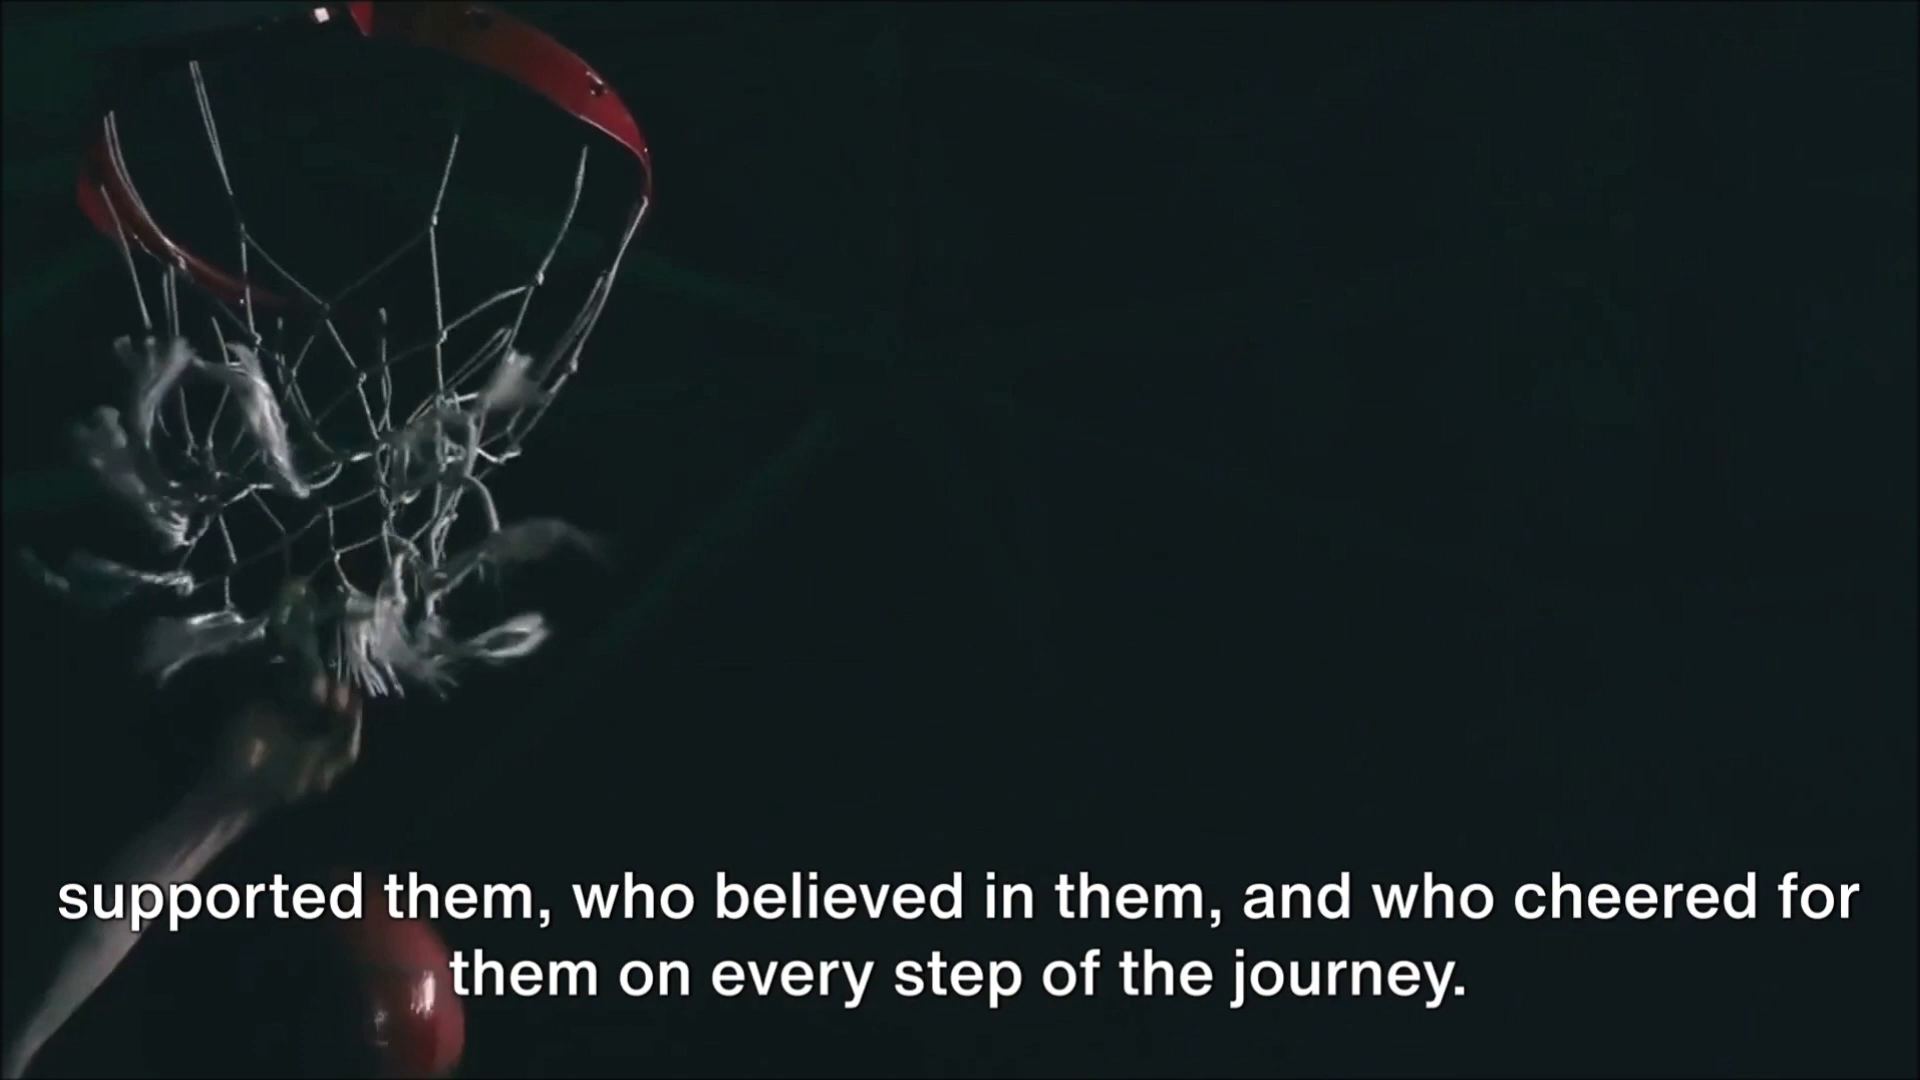 supported them, who believed in them, and who cheered for
them on every step of the journey.